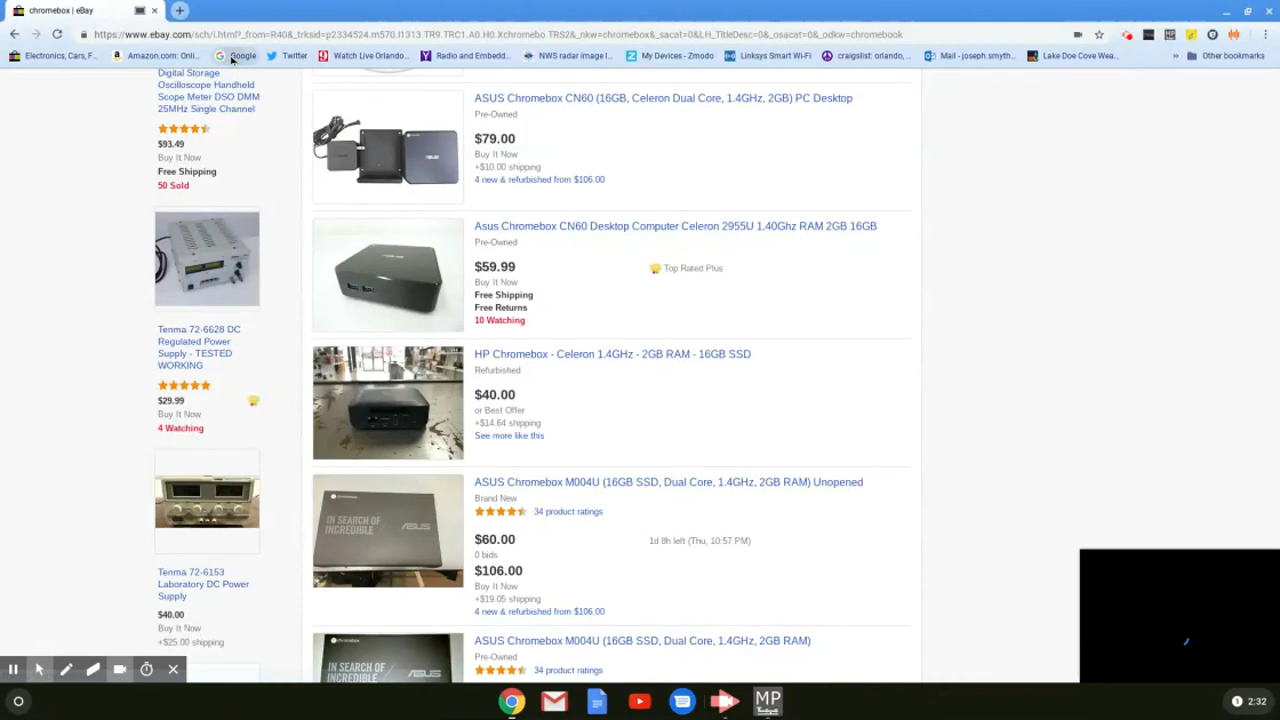 chromebox | eBay
https://www.ebay.com/sch/i.html?_from=R40&_trksid=p2334524.m570.l1313.TR9.TRC1.A0.H0.Xchromebo.TRS2&_nkw=chromebox&_sacat=0&LH_TitleDesc=0&_osacat=0&_odkw=chromebook
Electronics, Cars, F... Amazon.com: Onli... Google Twitter Watch Live Orlando... Radio and Embedd... NWS radar image l... My Devices - Zmodo Linksys Smart Wi-Fi craigslist: orlando, ... Mail - joseph.smyth... Lake Doe Cove Wea... » Other bookmarks
Digital Storage
Oscilloscope Handheld
Scope Meter DSO DMM
25MHz Single Channel
$93.49
Buy It Now
Free Shipping
50 Sold
Tenma 72-6628 DC
Regulated Power
Supply - TESTED
WORKING
$29.99
Buy It Now
4 Watching
Tenma 72-6153
Laboratory DC Power
Supply
$40.00
Buy It Now
+$25.00 shipping
ASUS Chromebox CN60 (16GB, Celeron Dual Core, 1.4GHz, 2GB) PC Desktop
Pre-Owned
$79.00
Buy It Now
+$10.00 shipping
4 new & refurbished from $106.00
Asus Chromebox CN60 Desktop Computer Celeron 2955U 1.40Ghz RAM 2GB 16GB
Pre-Owned
$59.99 Top Rated Plus
Buy It Now
Free Shipping
Free Returns
10 Watching
HP Chromebox - Celeron 1.4GHz - 2GB RAM - 16GB SSD
Refurbished
$40.00
or Best Offer
+$14.64 shipping
See more like this
IN SEARCH OF
INCREDIBLE
ASUS
ASUS Chromebox M004U (16GB SSD, Dual Core, 1.4GHz, 2GB RAM) Unopened
Brand New
34 product ratings
$60.00 1d 8h left (Thu, 10:57 PM)
0 bids
$106.00
Buy It Now
+$19.05 shipping
4 new & refurbished from $106.00
IN SEARCH OF
ASUS
ASUS Chromebox M004U (16GB SSD, Dual Core, 1.4GHz, 2GB RAM)
Pre-Owned
34 product ratings
MP
1 2:32